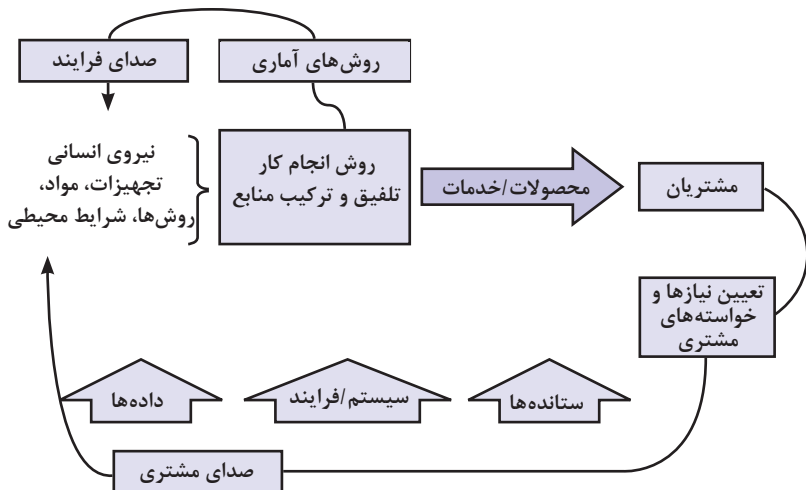 صدای فرایند
روش‌های آماری
نیروی انسانی
تجهیزات، مواد،
روش‌ها، شرایط محیطی
روش انجام کار
تلفیق و ترکیب منابع
محصولات/خدمات
مشتریان
تعیین نیازها و
خواسته‌های
مشتری
داده‌ها
سیستم/فرایند
ستانده‌ها
صدای مشتری